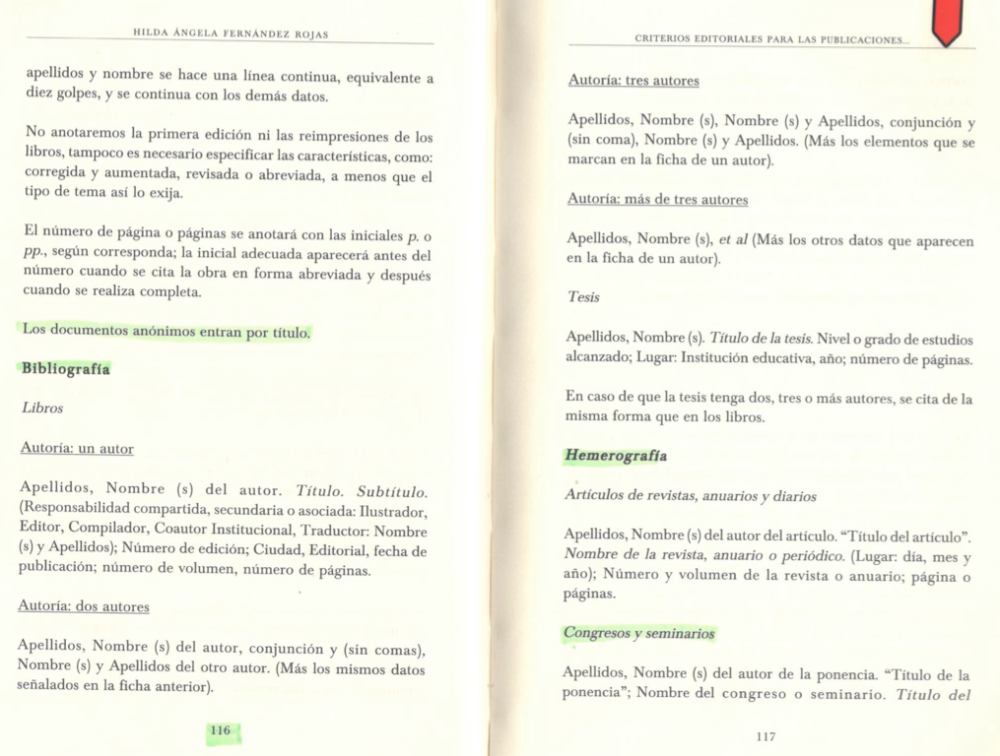 HILDA ÁNGELA FERNÁNDEZ ROJAS
apellidos y nombre se hace una línea continua, equivalente a
diez golpes, y se continua con los demás datos.
No anotaremos la primera edición ni las reimpresiones de los
libros, tampoco es necesario especificar las características, como:
corregida y aumentada, revisada o abreviada, a menos que el
tipo de tema así lo exija.
El número de página o páginas se anotará con las iniciales p. o
pp., según corresponda; la inicial adecuada aparecerá antes del
número cuando se cita la obra en forma abreviada y después
cuando se realiza completa.
Los documentos anónimos entran por título.
Bibliografía
Libros
Autoría: un autor
Apellidos, Nombre (s) del autor. Título. Subtítulo.
(Responsabilidad compartida, secundaria o asociada: Ilustrador,
Editor, Compilador, Coautor Institucional, Traductor: Nombre
(s) y Apellidos); Número de edición; Ciudad, Editorial, fecha de
publicación; número de volumen, número de páginas.
Autoría: dos autores
Apellidos, Nombre (s) del autor, conjunción y (sin comas),
Nombre (s) y Apellidos del otro autor. (Más los mismos datos
señalados en la ficha anterior).
116
CRITERIOS EDITORIALES PARA LAS PUBLICACIONES...
Autoría: tres autores
Apellidos, Nombre (s), Nombre (s) y Apellidos, conjunción y
(sin coma), Nombre (s) y Apellidos. (Más los elementos que se
marcan en la ficha de un autor).
Autoría: más de tres autores
Apellidos, Nombre (s), et al (Más los otros datos que aparecen
en la ficha de un autor).
Tesis
Apellidos, Nombre (s). Título de la tesis. Nivel o grado de estudios
alcanzado; Lugar: Institución educativa, año; número de páginas.
En caso de que la tesis tenga dos, tres o más autores, se cita de la
misma forma que en los libros.
Hemerografía
Artículos de revistas, anuarios y diarios
Apellidos, Nombre (s) del autor del artículo. “Título del artículo”.
Nombre de la revista, anuario o periódico. (Lugar: día, mes y
año); Número y volumen de la revista o anuario; página o
páginas.
Congresos y seminarios
Apellidos, Nombre (s) del autor de la ponencia. “Título de la
ponencia”; Nombre del congreso o seminario. Título del
117